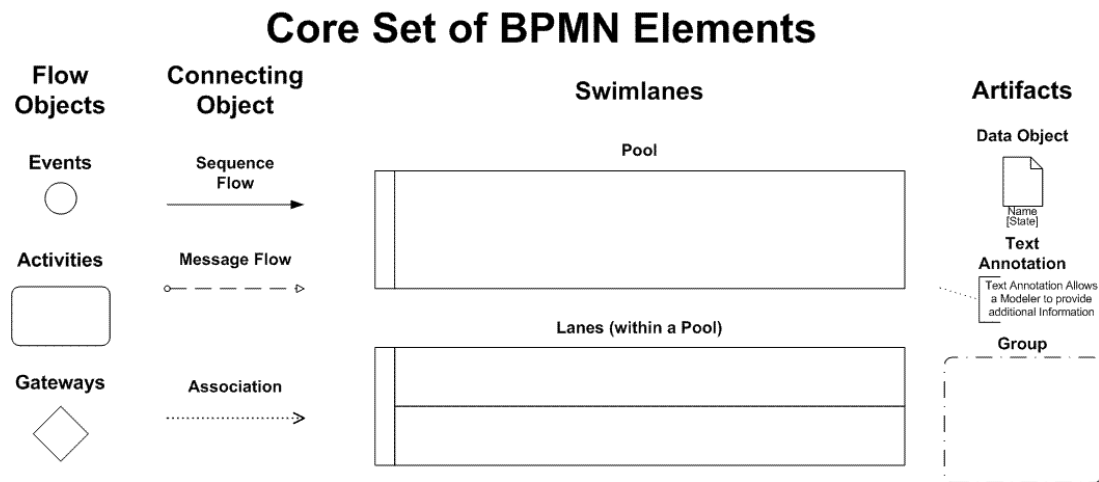 Core Set of BPMN Elements
Flow
Objects
Events
Activities
Gateways
Connecting
Object
Sequence
Flow
Message Flow
Association
Swimlanes
Pool
Lanes (within a Pool)
Artifacts
Data Object
Name
[State]
Text
Annotation
Text Annotation Allows
a Modeler to provide
additional Information
Group